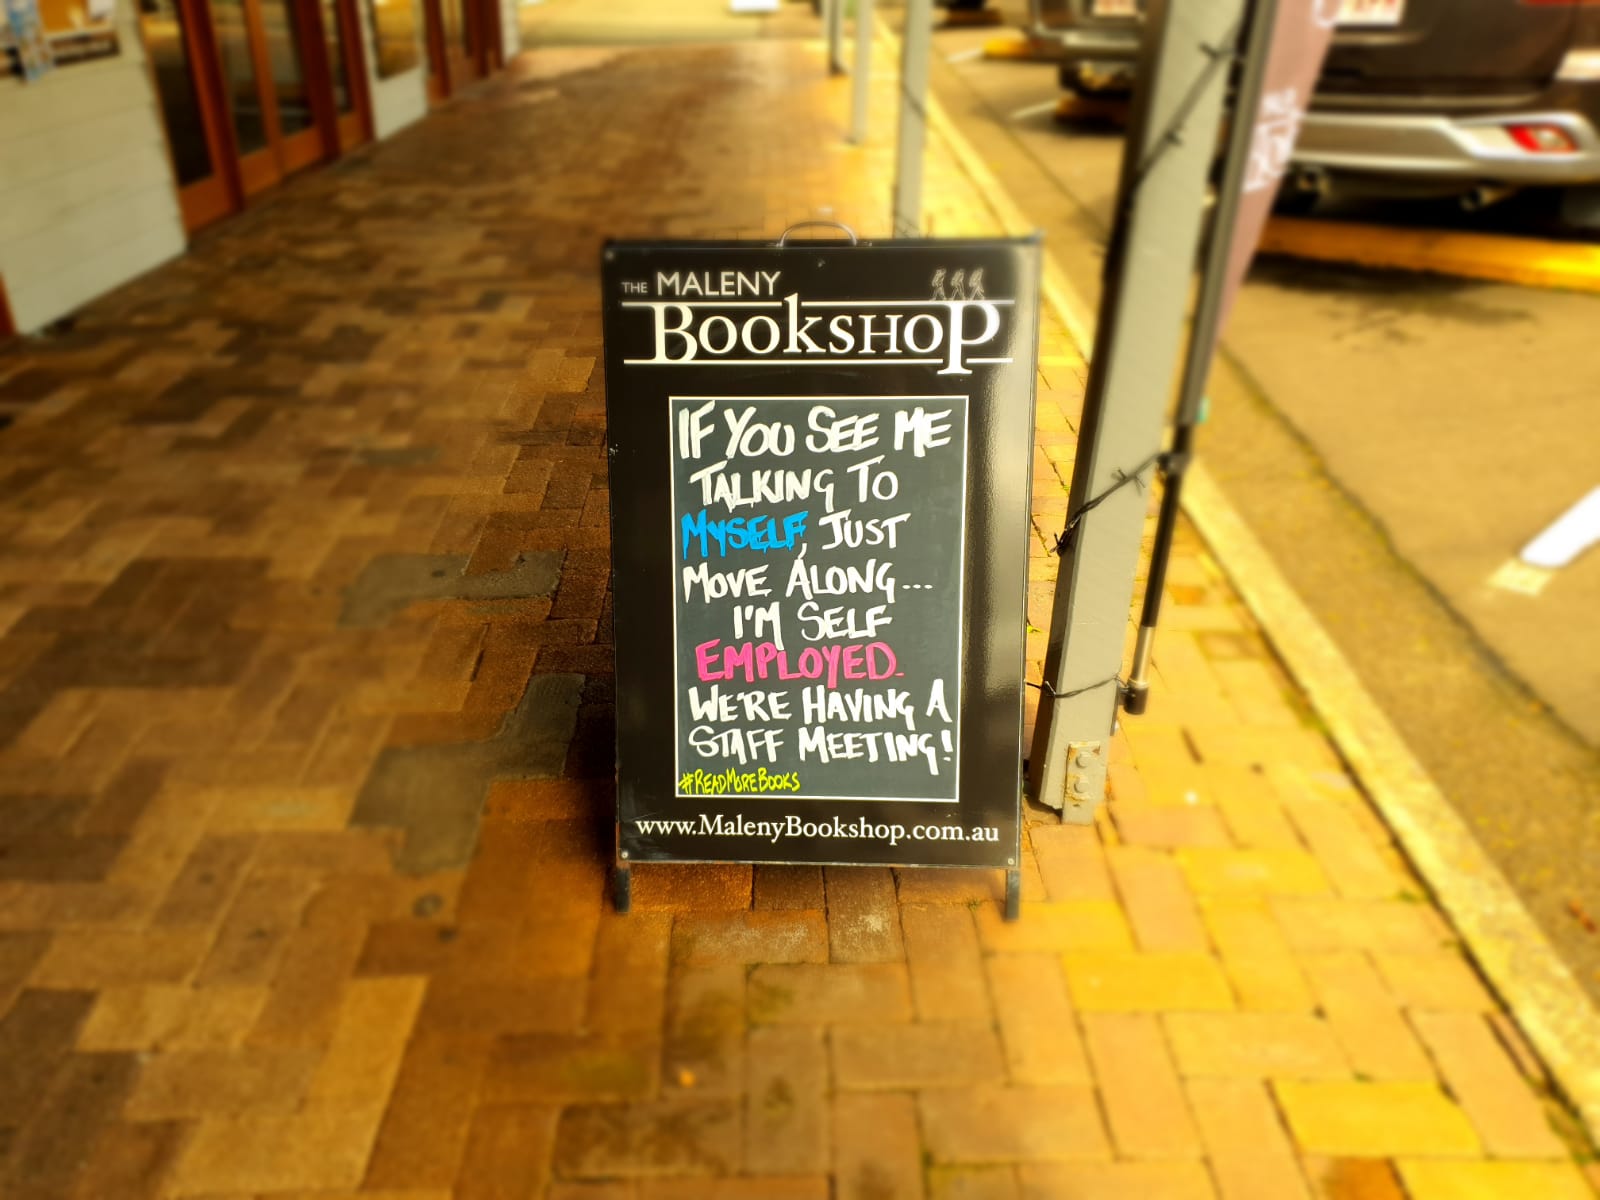 THE MALENY
BOOKSHOP
IF YOU SEE ME
TALKING TO
MYSELF, JUST
MOVE ALONG...
I'M SELF
EMPLOYED.
WE'RE HAVING A
STAFF MEETING!
#READMOREBOOKS
www.MalenyBookshop.com.au